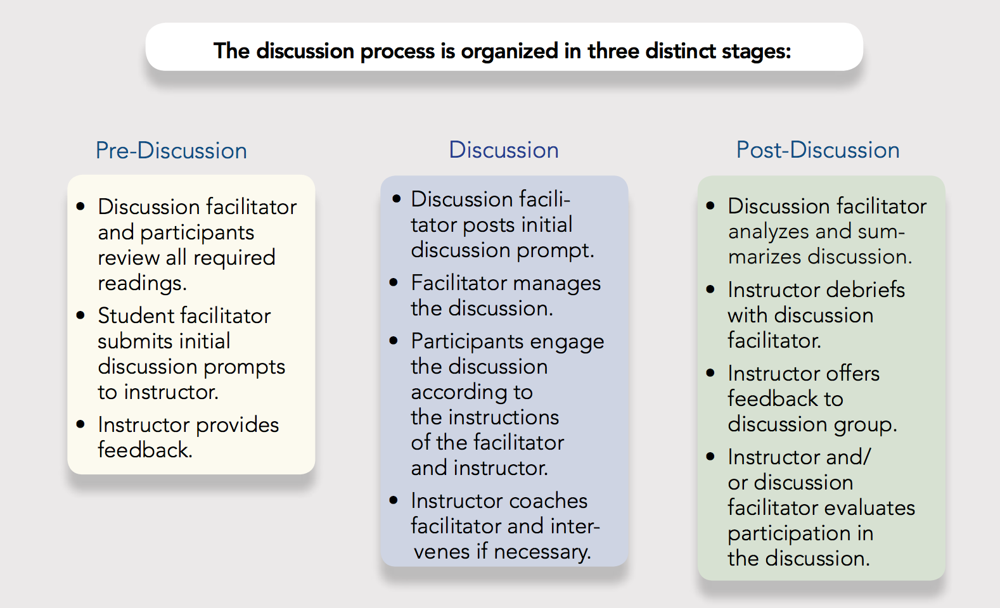 The discussion process is organized in three distinct stages:
Pre-Discussion
• Discussion facilitator
and participants
review all required
readings.
• Student facilitator
submits initial
discussion prompts
to instructor.
• Instructor provides
feedback.
Discussion
• Discussion facili-
tator posts initial
discussion prompt.
• Facilitator manages
the discussion.
• Participants engage
the discussion
according to
the instructions
of the facilitator
and instructor.
• Instructor coaches
facilitator and inter-
venes if necessary.
Post-Discussion
• Discussion facilitator
analyzes and sum-
marizes discussion.
• Instructor debriefs
with discussion
facilitator.
• Instructor offers
feedback to
discussion group.
• Instructor and/
or discussion
facilitator evaluates
participation in
the discussion.